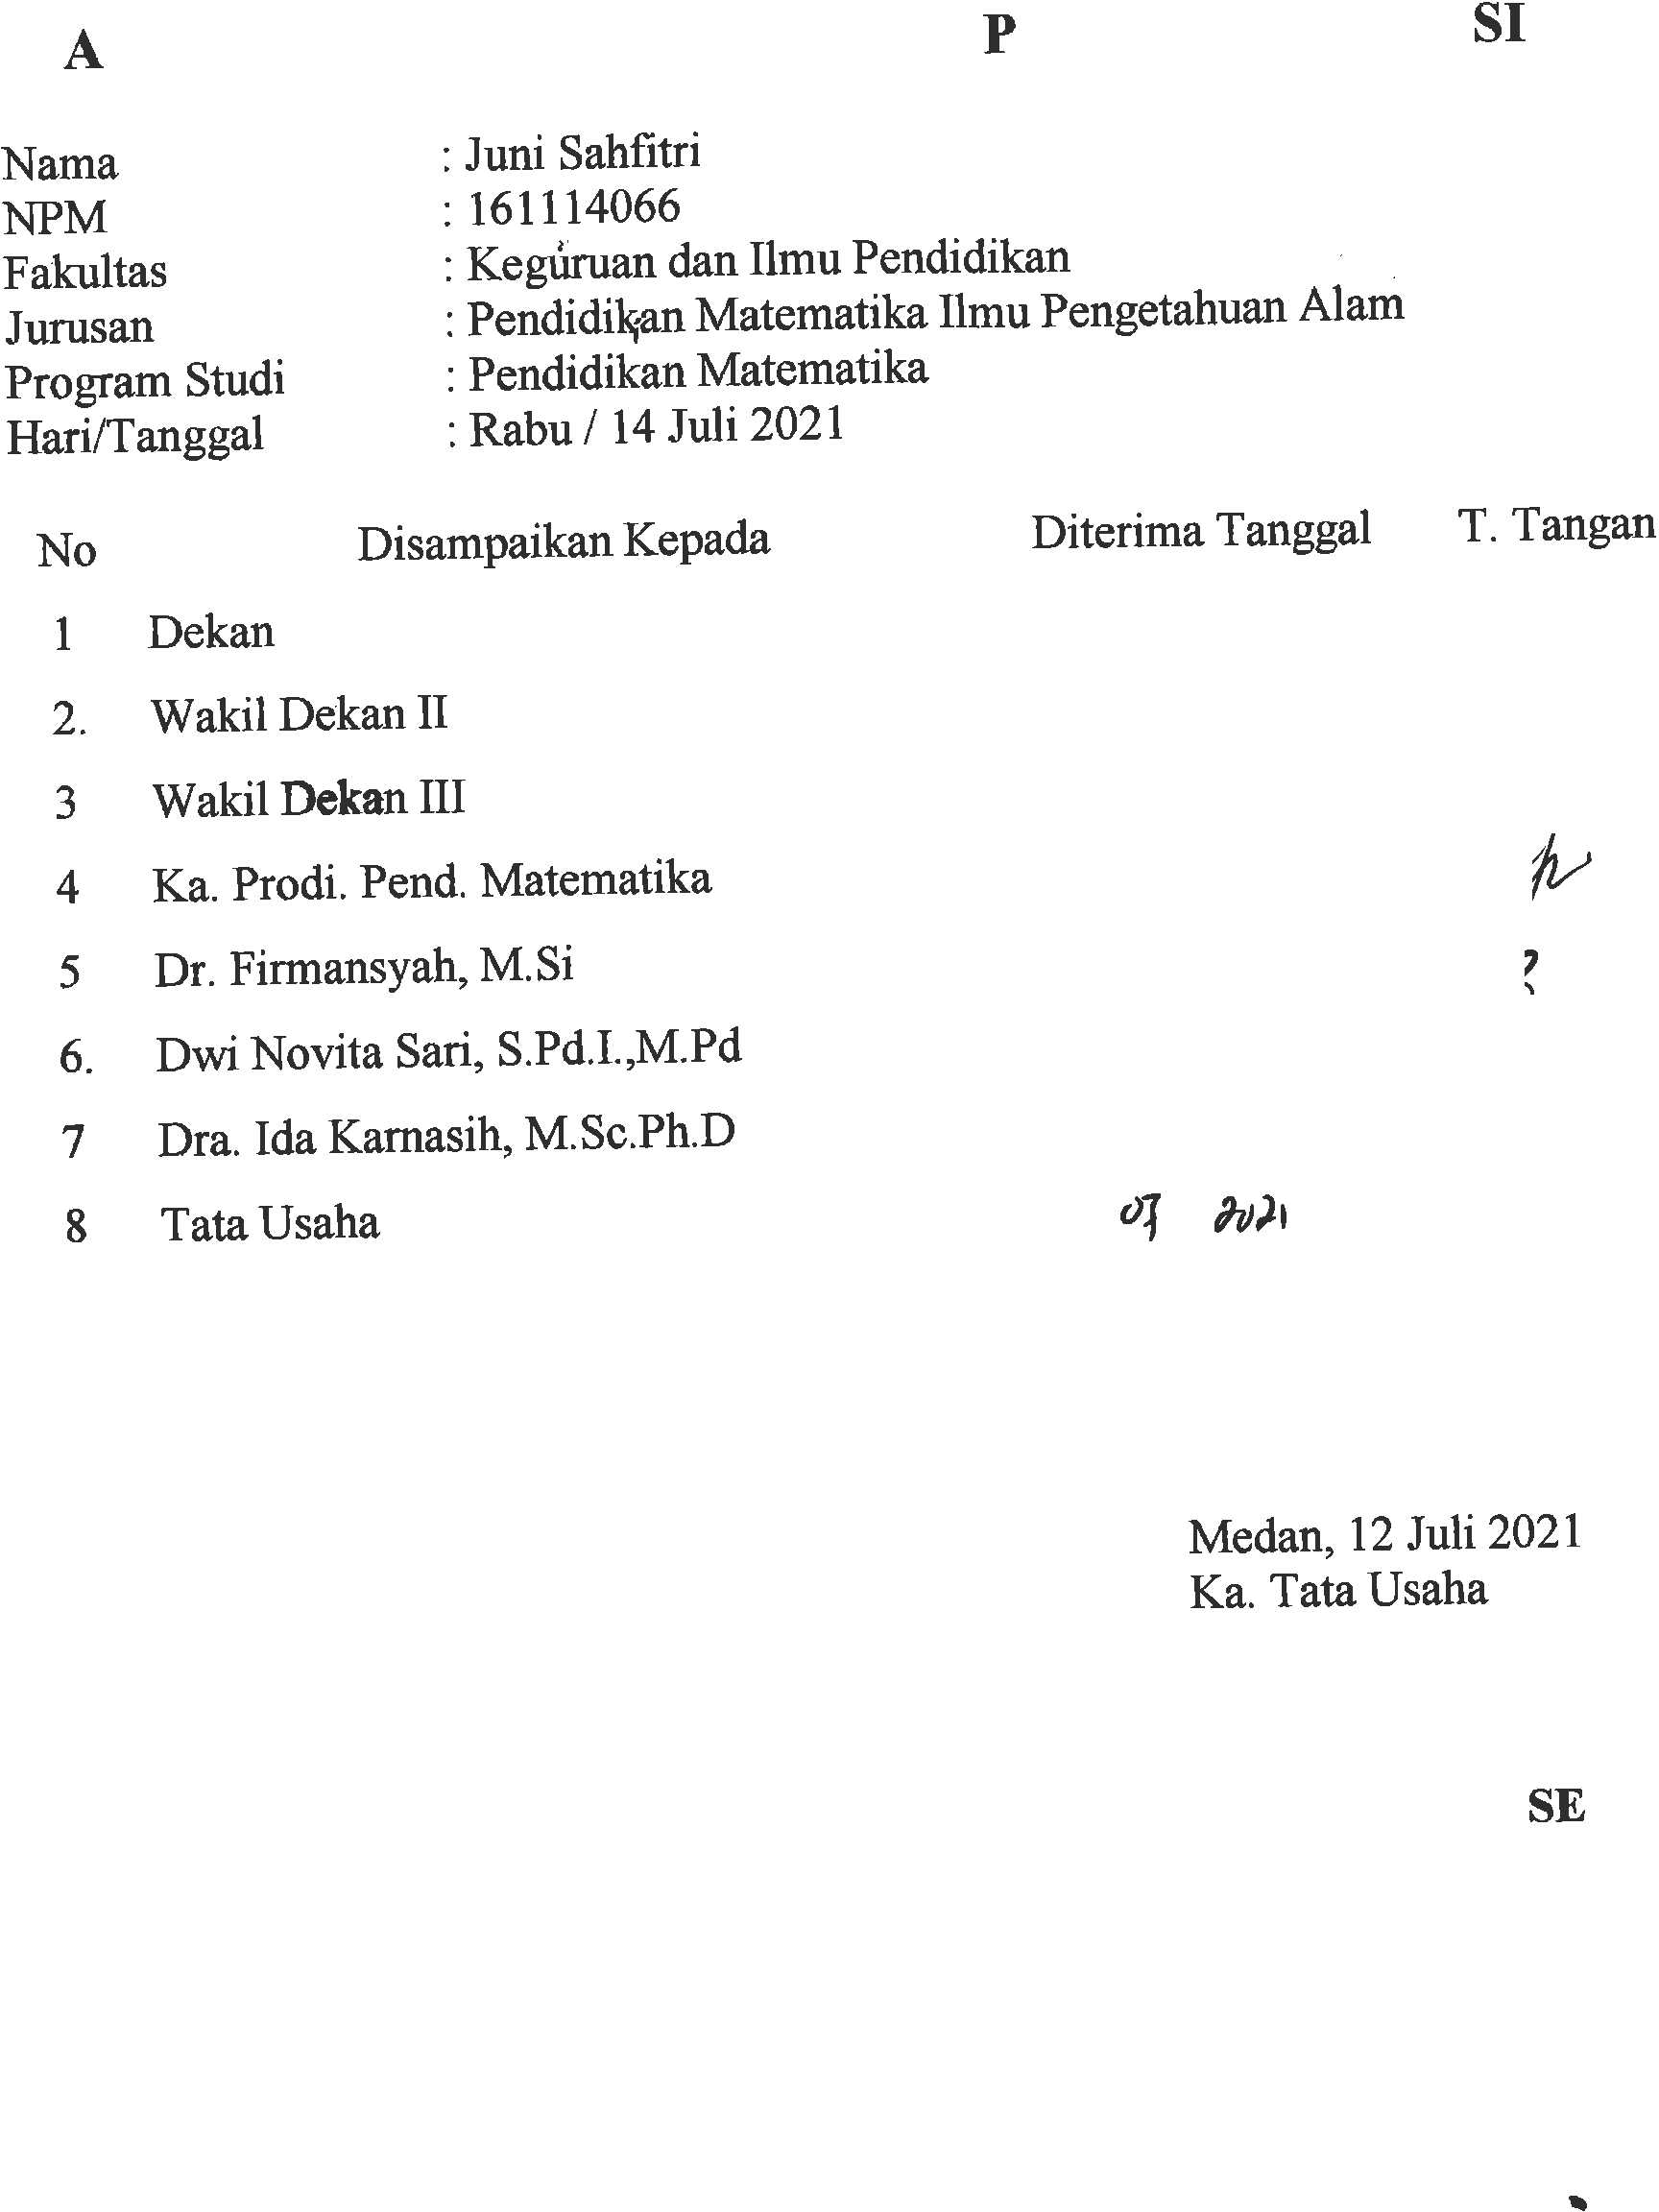 A P SI
Nama : Juni Sahfitri
NPM : 161114066
Fakultas : Keguruan dan Ilmu Pendidikan
Jurusan : Pendidikan Matematika Ilmu Pengetahuan Alam
Program Studi : Pendidikan Matematika
Hari/Tanggal : Rabu / 14 Juli 2021
No Disampaikan Kepada Diterima Tanggal T. Tangan
1 Dekan
2. Wakil Dekan II
3 Wakil Dekan III
4 Ka. Prodi. Pend. Matematika
5 Dr. Firmansyah, M.Si
6. Dwi Novita Sari, S.Pd.I.,M.Pd
7 Dra. Ida Karnasih, M.Sc.Ph.D
8 Tata Usaha 07 2021
Medan, 12 Juli 2021
Ka. Tata Usaha
SE